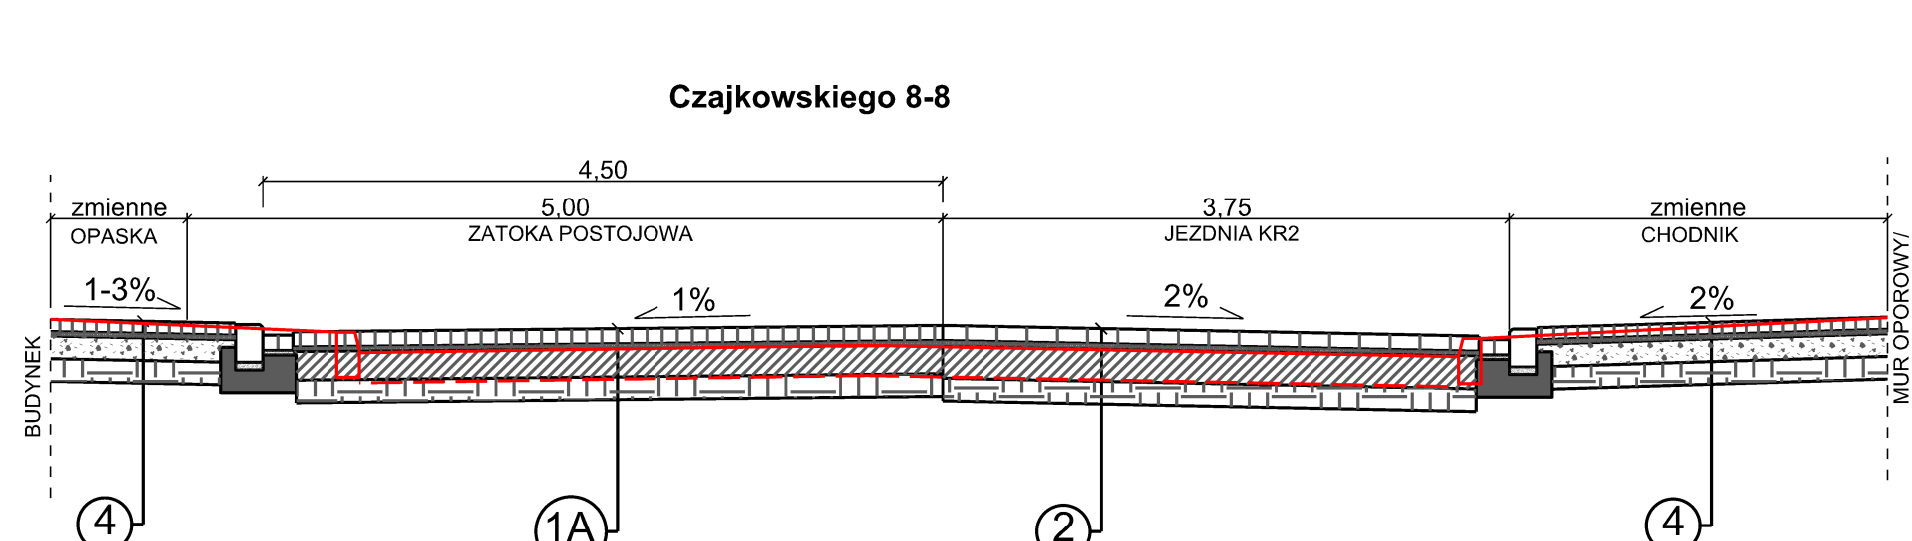 Czajkowskiego 8-8
4,50
zmienne
5,00
3,75
zmienne
OPASKA
ZATOKA POSTOJOWA
JEZDNIA KR2
CHODNIK
1-3%
1%
2%
2%
BUDYNEK
MUR OPOROWY/
4
1A
2
4